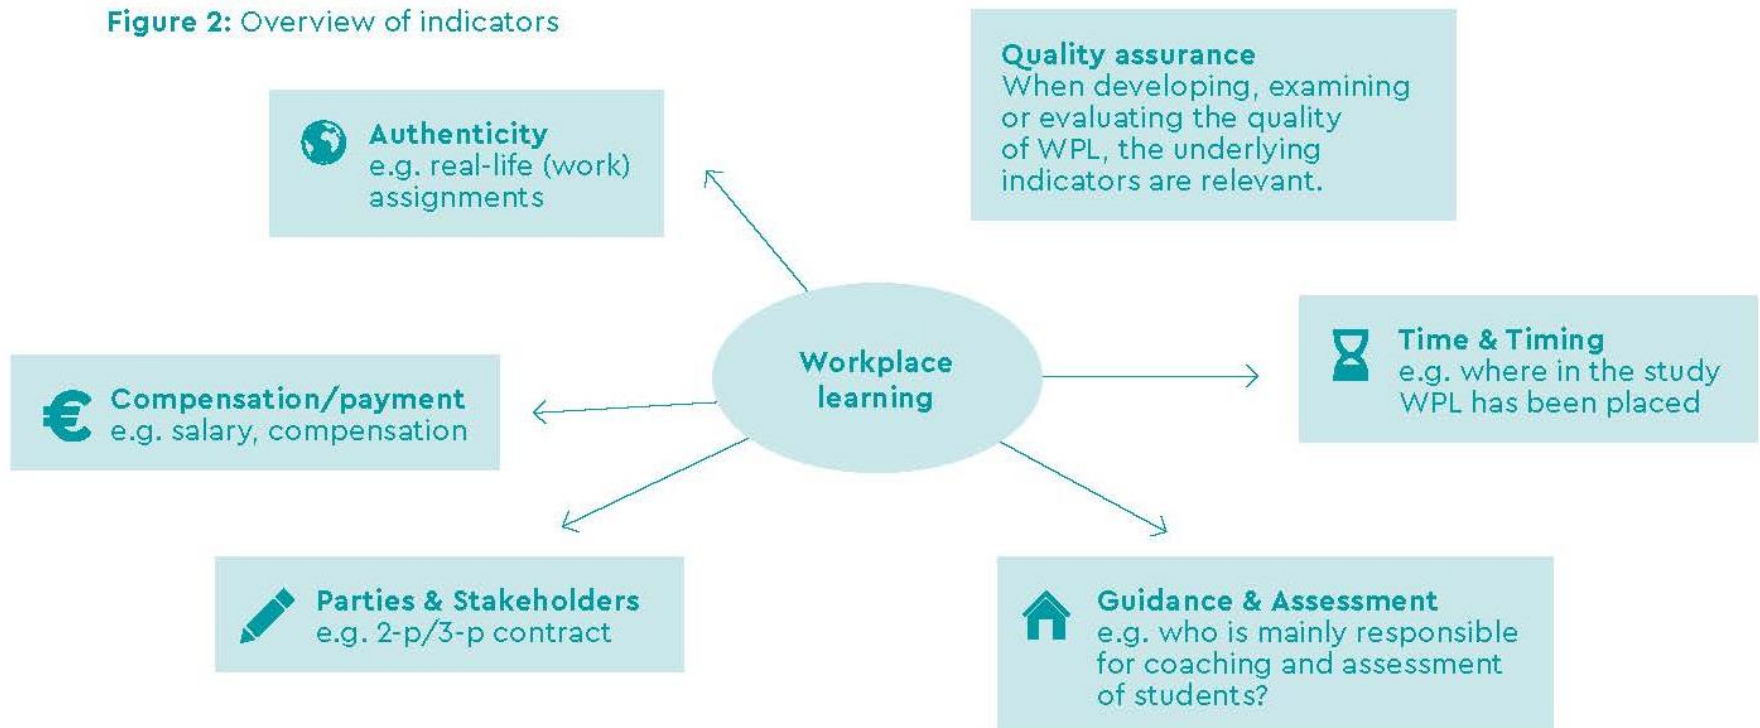 Figure 2: Overview of indicators
Quality assurance
When developing, examining
or evaluating the quality
of WPL, the underlying
indicators are relevant.
Authenticity
e.g. real-life (work)
assignments
Workplace
learning
Time & Timing
e.g. where in the study
WPL has been placed
Compensation/payment
e.g. salary, compensation
Parties & Stakeholders
e.g. 2-p/3-p contract
Guidance & Assessment
e.g. who is mainly responsible
for coaching and assessment
of students?